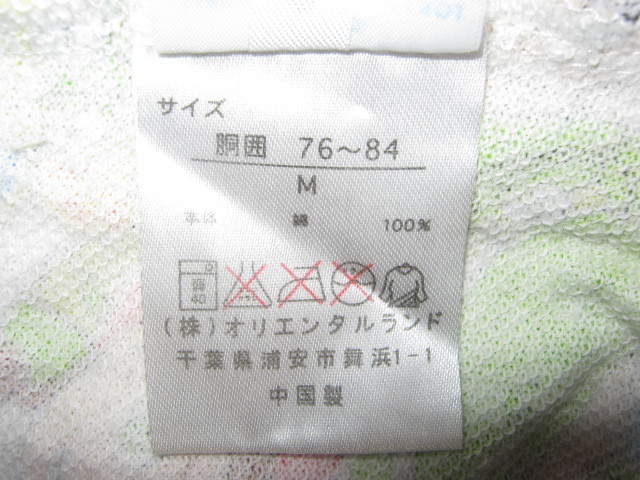 サイズ
胴囲 76～84
M
本体 綿 100%
40
(株)オリエンタルランド
千葉県浦安市舞浜1-1
中国製